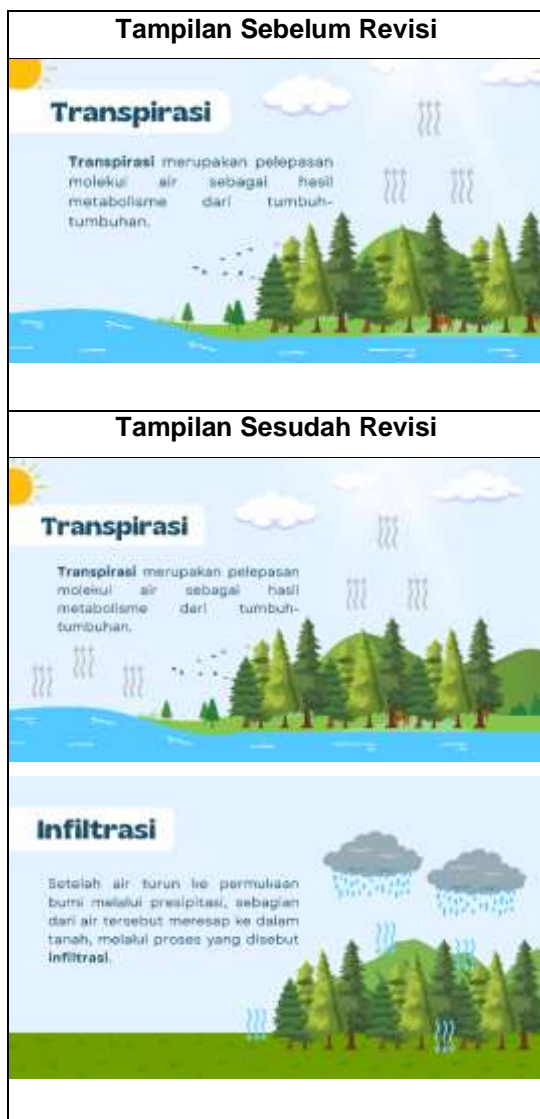 Tampilan Sebelum Revisi
Transpirasi
Transpirasi merupakan pelepasan
molekul air sebagai hasil
metabolisme dari tumbuh-
tumbuhan.
Tampilan Sesudah Revisi
Transpirasi
Transpirasi merupakan pelepasan
molekul air sebagai hasil
metabolisme dari tumbuh-
tumbuhan.
Infiltrasi
Setelah air turun ke permukaan
bumi melalui presipitasi, sebagian
dari air tersebut meresap ke dalam
tanah, melalui proses yang disebut
infiltrasi.